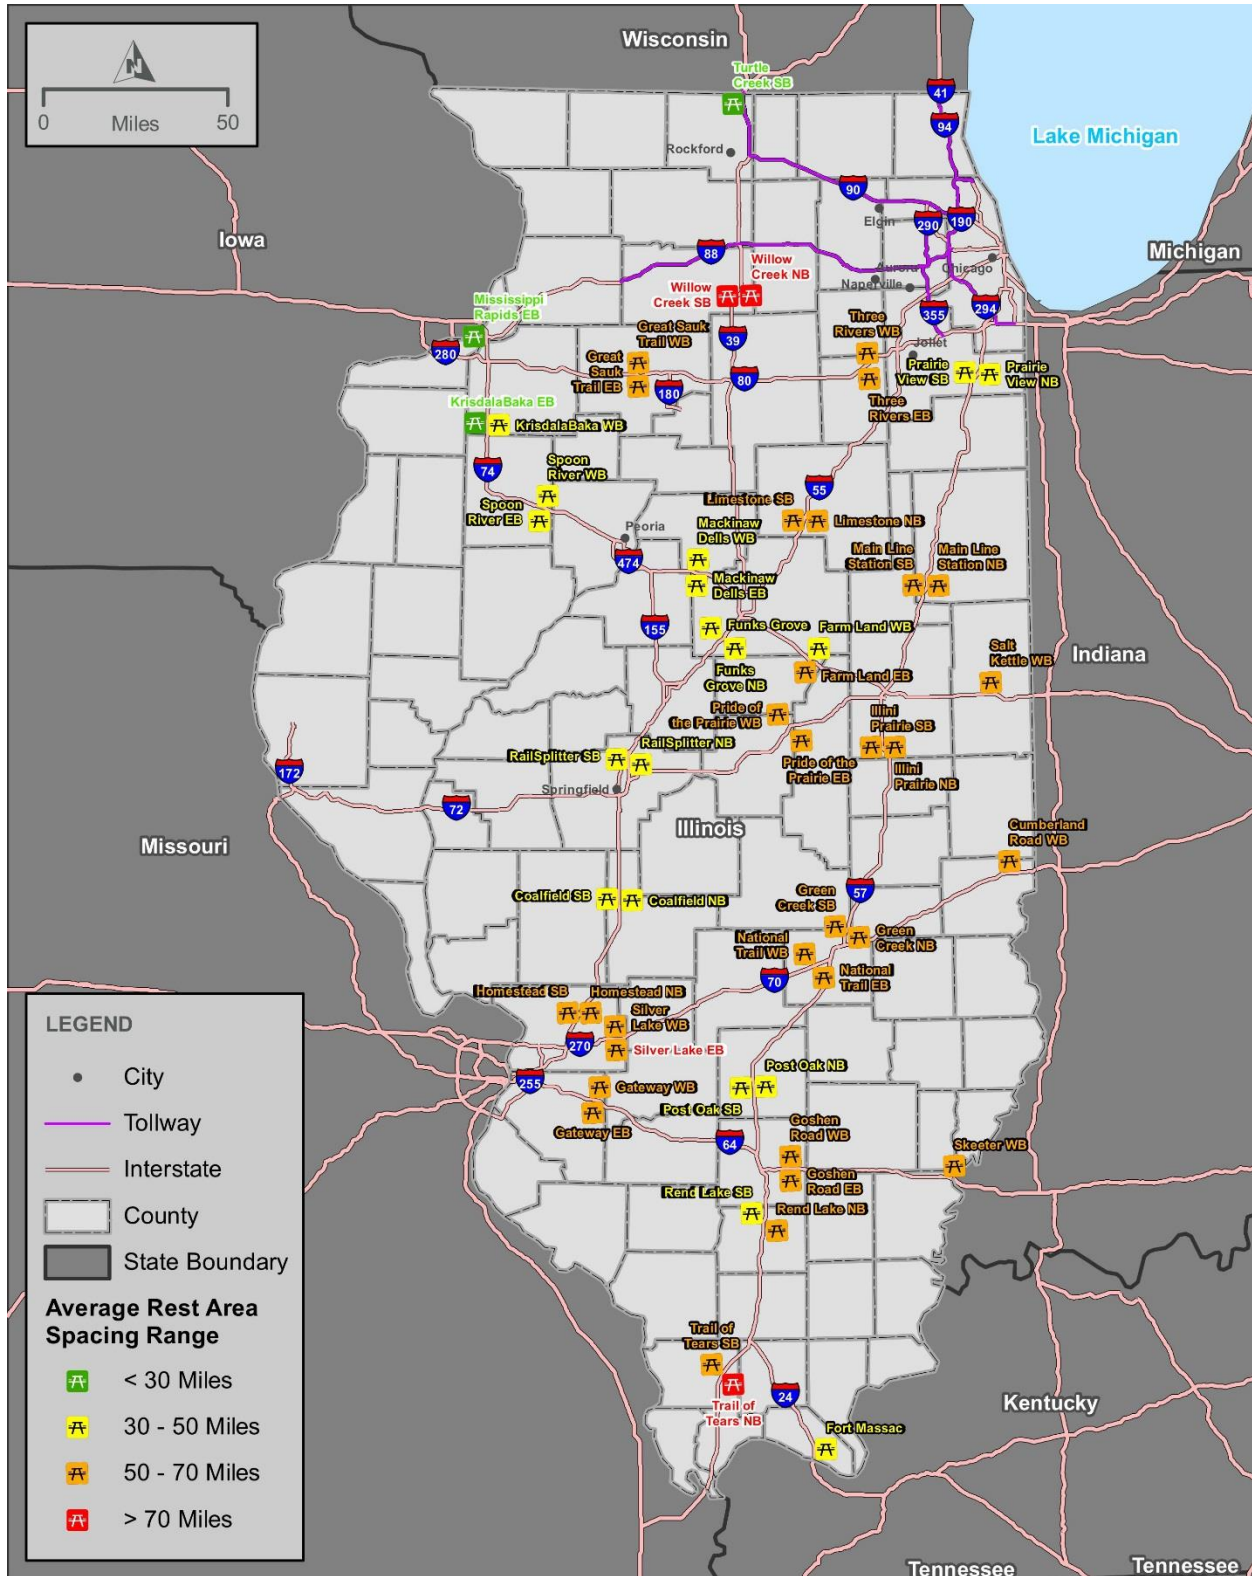 Wisconsin
Turtle
Creek SB
41
94
Lake Michigan
N
0 Miles 50
Rockford
90
Elgin
290
190
Iowa
88
Michigan
Willow
Creek NB
Aurora
Chicago
Naperville
Willow
Creek SB
Mississippi
Rapids EB
355
294
Great Sauk
Trail WB
Three
Rivers WB
39
Joliet
280
Great
Sauk
Trail EB
180
80
Prairie
View SB
Prairie
View NB
Three
Rivers EB
KrisdalaBaka EB
KrisdalaBaka WB
Spoon
River WB
74
55
Spoon
River EB
Limestone SB
Limestone NB
Peoria
Mackinaw
Dells WB
474
Main Line
Station SB
Main Line
Station NB
Mackinaw
Dells EB
155
Funks Grove
Farm Land WB
Salt
Kettle WB
Indiana
Funks
Grove NB
Farm Land EB
Pride of
the Prairie WB
Illini
Prairie SB
RailSplitter SB
RailSplitter NB
Pride of the
Prairie EB
Illini
Prairie NB
172
Springfield
72
Illinois
Missouri
Cumberland
Road WB
Coalfield SB
Coalfield NB
Green
Creek SB
57
National
Trail WB
Green
Creek NB
70
National
Trail EB
Homestead SB
Homestead NB
Silver
Lake WB
270
Silver Lake EB
255
Gateway WB
Post Oak NB
Post Oak SB
Gateway EB
64
Goshen
Road WB
Skeeter WB
Goshen
Road EB
Rend Lake SB
Rend Lake NB
Trail of
Tears SB
24
Trail of
Tears NB
Fort Massac
Kentucky
Tennessee
Tennessee
LEGEND
City
Tollway
Interstate
County
State Boundary
Average Rest Area
Spacing Range
< 30 Miles
30 - 50 Miles
50 - 70 Miles
> 70 Miles